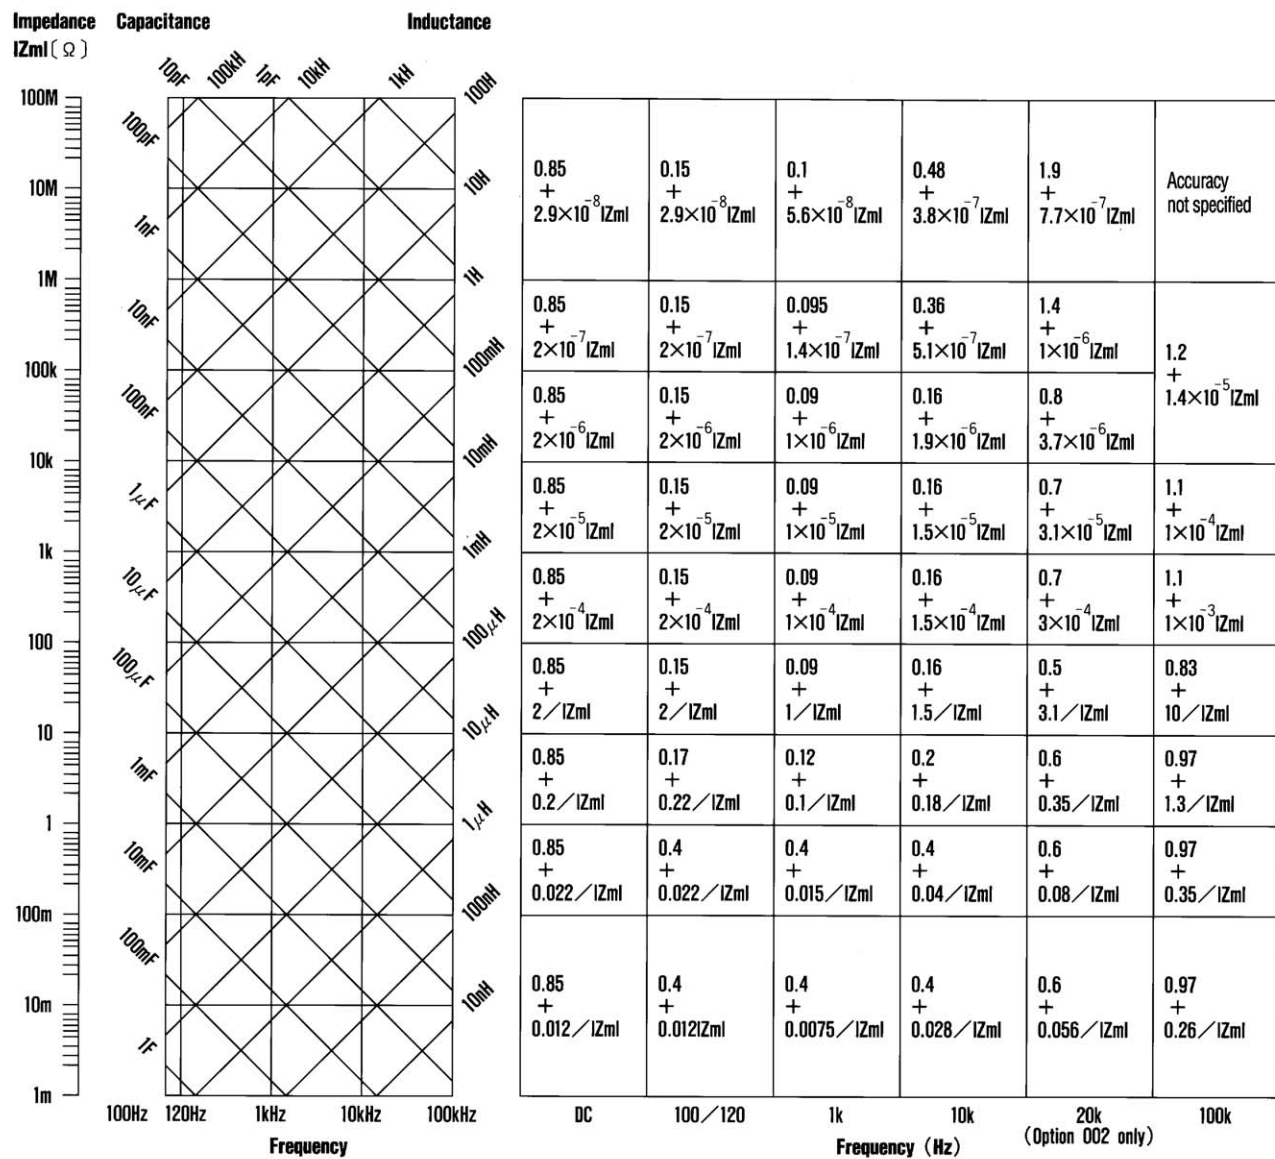 Impedance Capacitance Inductance
|Zm|(Ω)
10pF 100kH 1pF 10kH 1kH 100H
100M
100pF
10M
10H
1nF
1M
1H
10nF
100k
100mH
100nF
10k
10mH
1μF
1k
1mH
10μF
100
100μH
100μF
10
10μH
1mF
1
1μH
10mF
100m
100nH
100mF
10m
10nH
1F
1m
100Hz 120Hz 1kHz 10kHz 100kHz
Frequency
0.85 0.15 0.1 0.48 1.9 Accuracy
+ + + + + not specified
2.9×10⁻⁸|Zm| 2.9×10⁻⁸|Zm| 5.6×10⁻⁸|Zm| 3.8×10⁻⁷|Zm| 7.7×10⁻⁷|Zm|
0.85 0.15 0.095 0.36 1.4
+ + + + +
2×10⁻⁷|Zm| 2×10⁻⁷|Zm| 1.4×10⁻⁷|Zm| 5.1×10⁻⁷|Zm| 1×10⁻⁶|Zm|
1.2
+
1.4×10⁻⁵|Zm|
0.85 0.15 0.09 0.16 0.8
+ + + + +
2×10⁻⁶|Zm| 2×10⁻⁶|Zm| 1×10⁻⁶|Zm| 1.9×10⁻⁶|Zm| 3.7×10⁻⁶|Zm|
0.85 0.15 0.09 0.16 0.7 1.1
+ + + + + +
2×10⁻⁵|Zm| 2×10⁻⁵|Zm| 1×10⁻⁵|Zm| 1.5×10⁻⁵|Zm| 3.1×10⁻⁵|Zm| 1×10⁻⁴|Zm|
0.85 0.15 0.09 0.16 0.7 1.1
+ + + + + +
2×10⁻⁴|Zm| 2×10⁻⁴|Zm| 1×10⁻⁴|Zm| 1.5×10⁻⁴|Zm| 3×10⁻⁴|Zm| 1×10⁻³|Zm|
0.85 0.15 0.09 0.16 0.5 0.83
+ + + + + +
2/|Zm| 2/|Zm| 1/|Zm| 1.5/|Zm| 3.1/|Zm| 10/|Zm|
0.85 0.17 0.12 0.2 0.6 0.97
+ + + + + +
0.2/|Zm| 0.22/|Zm| 0.1/|Zm| 0.18/|Zm| 0.35/|Zm| 1.3/|Zm|
0.85 0.4 0.4 0.4 0.6 0.97
+ + + + + +
0.022/|Zm| 0.022/|Zm| 0.015/|Zm| 0.04/|Zm| 0.08/|Zm| 0.35/|Zm|
0.85 0.4 0.4 0.4 0.6 0.97
+ + + + + +
0.012/|Zm| 0.012|Zm| 0.0075/|Zm| 0.028/|Zm| 0.056/|Zm| 0.26/|Zm|
DC 100/120 1k 10k 20k 100k
(Option 002 only)
Frequency (Hz)